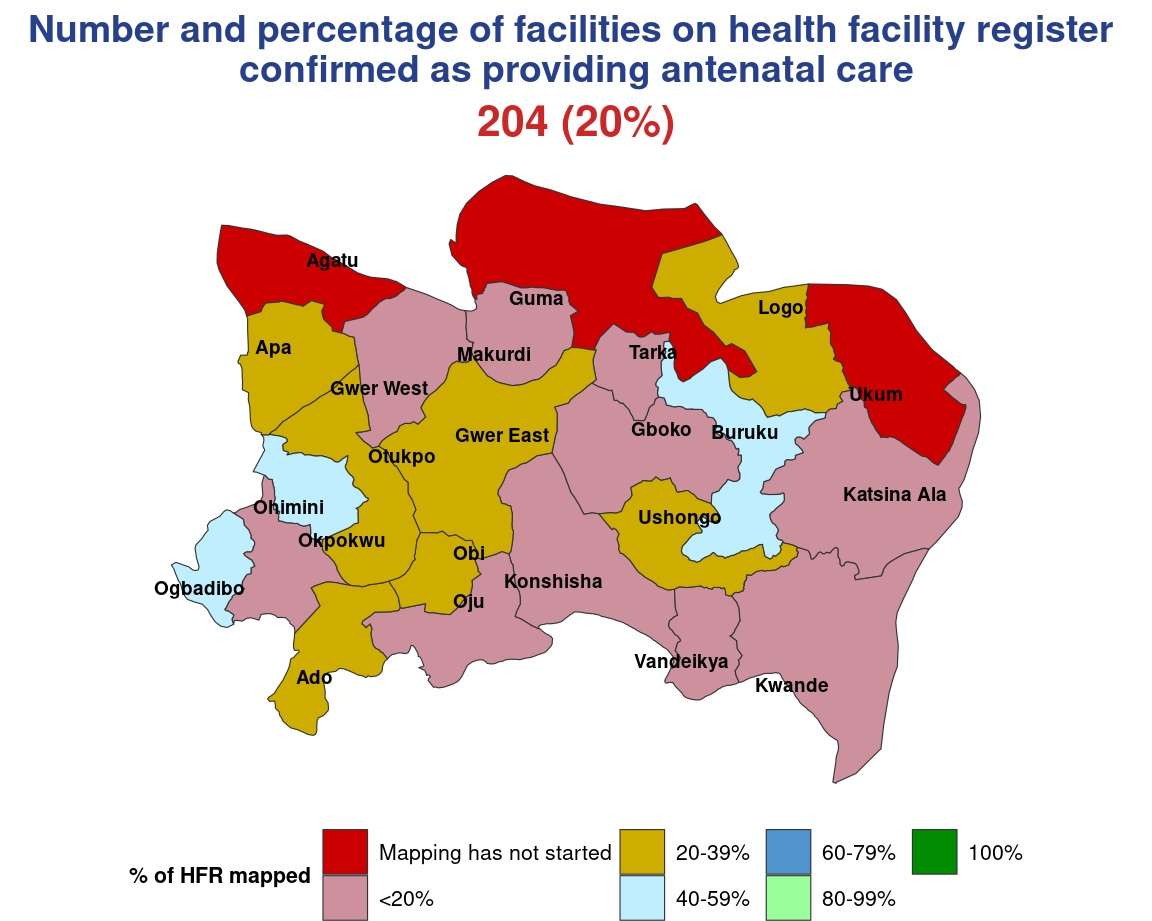 Number and percentage of facilities on health facility register
confirmed as providing antenatal care
204 (20%)
Agatu
Guma
Logo
Apa
Makurdi
Tarka
Gwer West
Ukum
Gwer East
Gboko
Buruku
Otukpo
Katsina Ala
Ohimini
Ushongo
Okpokwu
Obi
Konshisha
Ogbadibo
Oju
Vandeikya
Ado
Kwande
% of HFR mapped
Mapping has not started
<20%
20-39%
40-59%
60-79%
80-99%
100%